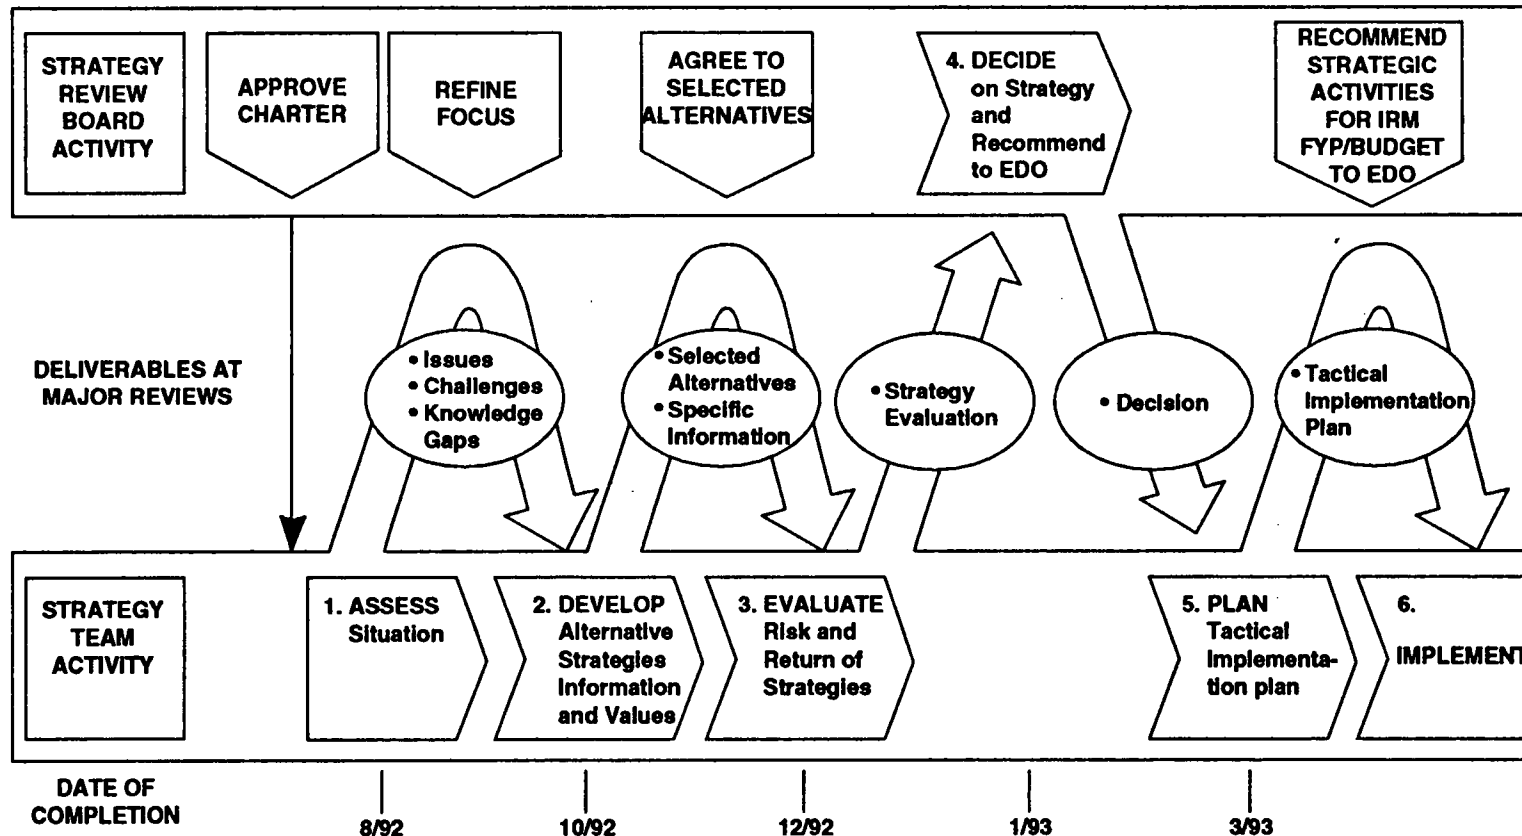 STRATEGY
REVIEW
BOARD
ACTIVITY
APPROVE
CHARTER
REFINE
FOCUS
AGREE TO
SELECTED
ALTERNATIVES
4. DECIDE
on Strategy
and
Recommend
to EDO
RECOMMEND
STRATEGIC
ACTIVITIES
FOR IRM
FYP/BUDGET
TO EDO
DELIVERABLES AT
MAJOR REVIEWS
• Issues
• Challenges
• Knowledge
Gaps
• Selected
Alternatives
• Specific
Information
• Strategy
Evaluation
• Decision
• Tactical
Implementation
Plan
STRATEGY
TEAM
ACTIVITY
1. ASSESS
Situation
2. DEVELOP
Alternative
Strategies
Information
and Values
3. EVALUATE
Risk and
Return of
Strategies
5. PLAN
Tactical
Implementa-
tion plan
6.
IMPLEMENT
DATE OF
COMPLETION
8/92
10/92
12/92
1/93
3/93